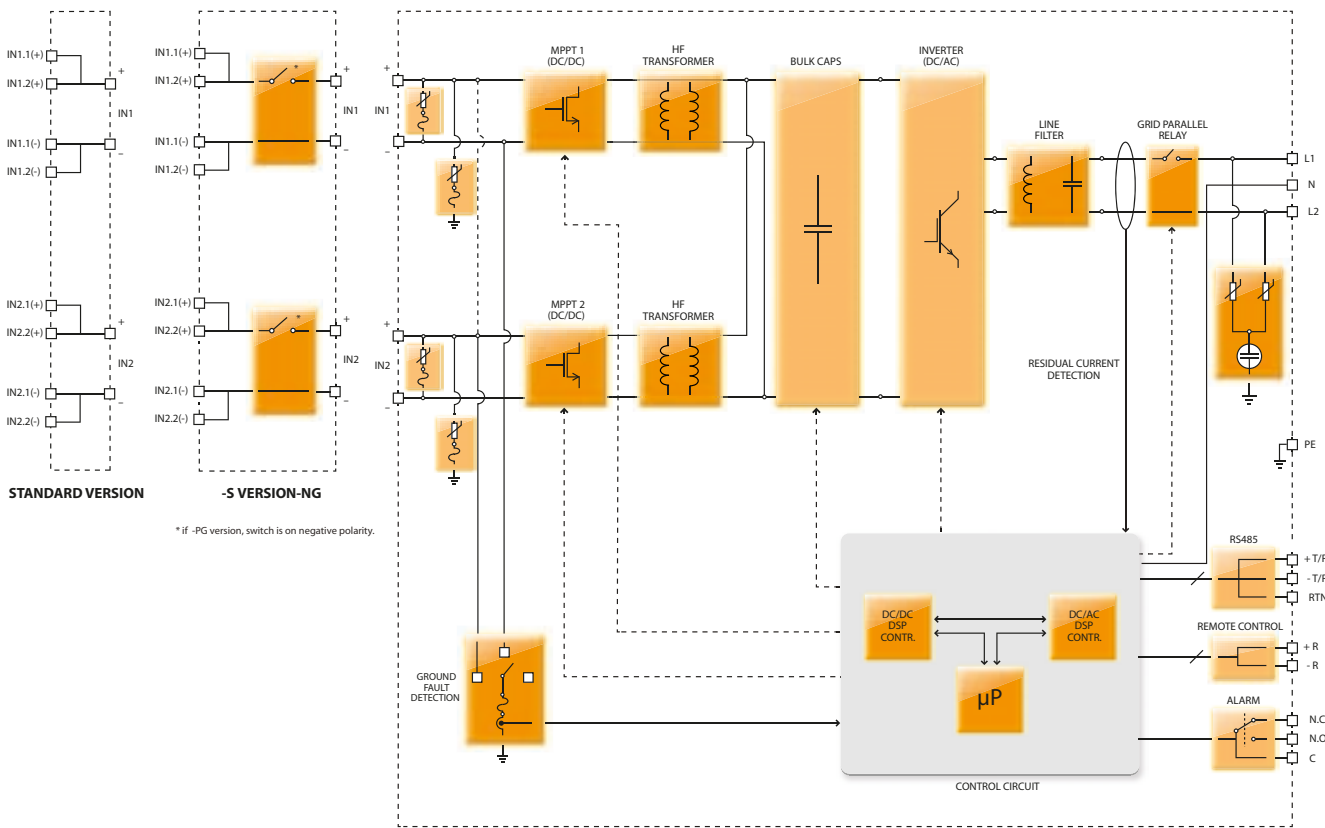 IN1.1(+)
IN1.2(+)
+
IN1
IN1.1(-)
–
IN1.2(-)
IN2.1(+)
+
IN2.2(+)
IN2
IN2.1(-)
–
IN2.2(-)
STANDARD VERSION
IN1.1(+)
*
+
IN1.2(+)
IN1
IN1.1(-)
–
IN1.2(-)
IN2.1(+)
*
+
IN2.2(+)
IN2
IN2.1(-)
–
IN2.2(-)
-S VERSION-NG
* if -PG version, switch is on negative polarity.
+
IN1
–
+
IN2
–
MPPT 1
(DC/DC)
HF
TRANSFORMER
BULK CAPS
INVERTER
(DC/AC)
LINE
FILTER
GRID PARALLEL
RELAY
L1
N
L2
MPPT 2
(DC/DC)
HF
TRANSFORMER
RESIDUAL CURRENT
DETECTION
PE
GROUND
FAULT
DETECTION
DC/DC
DSP
CONTR.
DC/AC
DSP
CONTR.
µP
CONTROL CIRCUIT
RS485
+ T/R
- T/R
RTN
REMOTE CONTROL
+ R
- R
ALARM
N.C
N.O
C